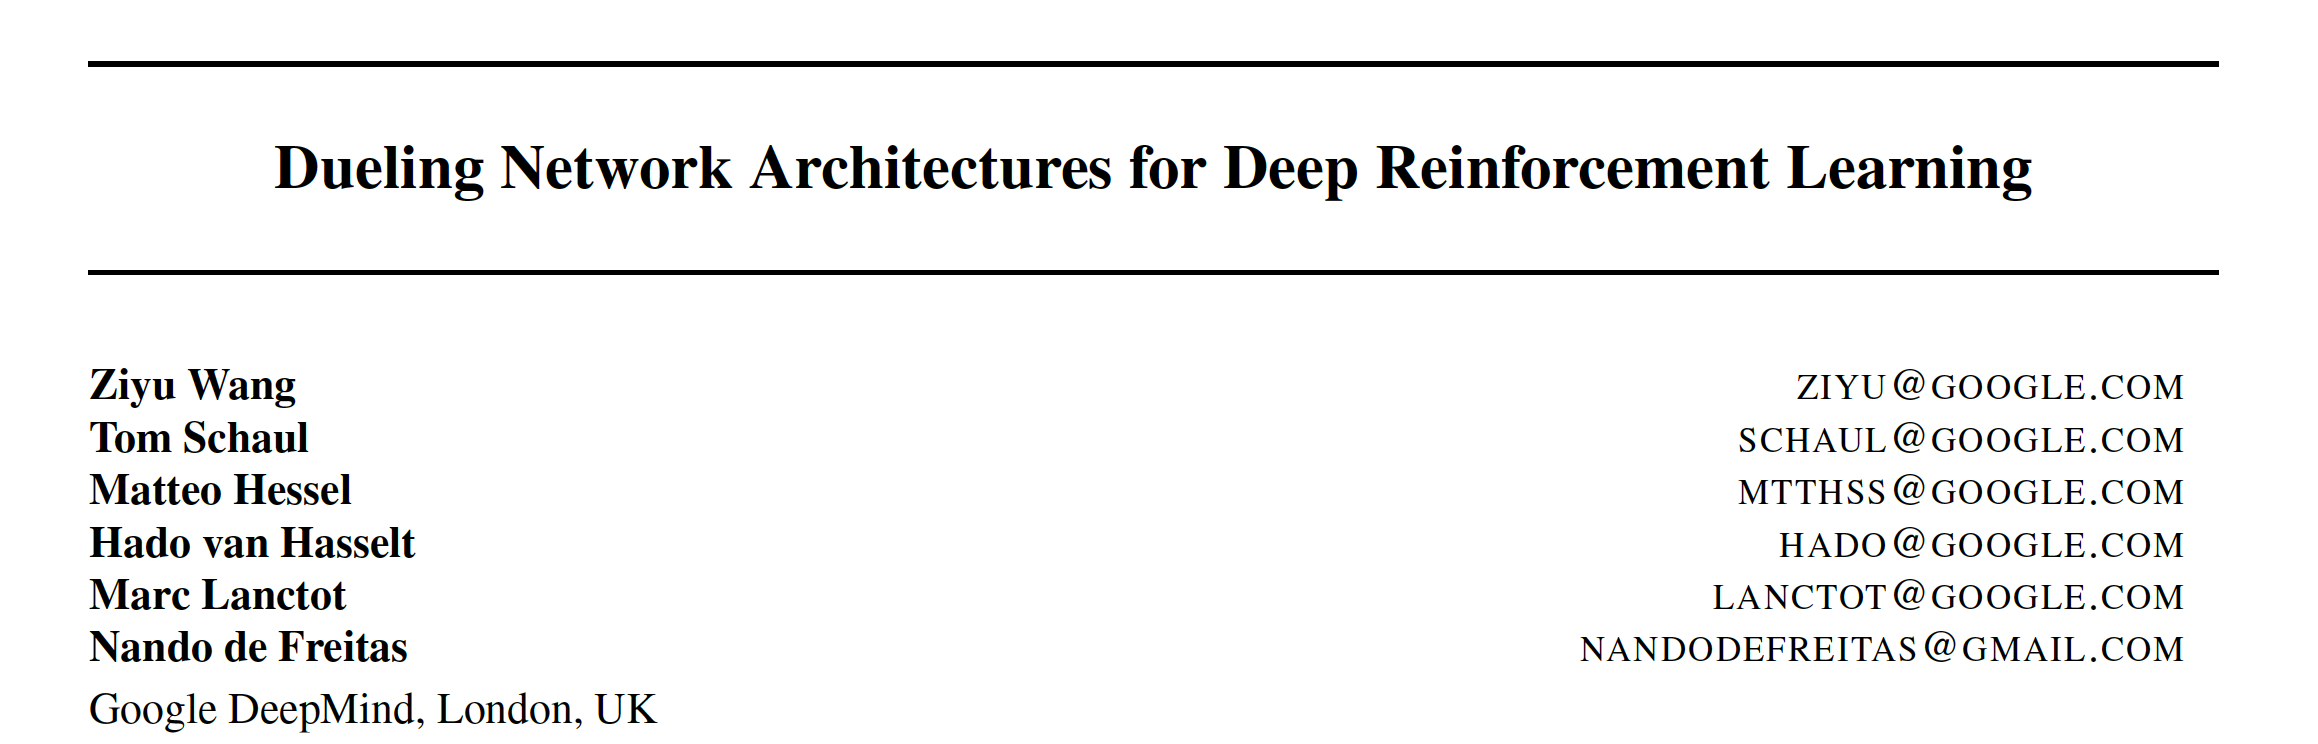 Dueling Network Architectures for Deep Reinforcement Learning
Ziyu Wang ZIYU@GOOGLE.COM
Tom Schaul SCHAUL@GOOGLE.COM
Matteo Hessel MTTHSS@GOOGLE.COM
Hado van Hasselt HADO@GOOGLE.COM
Marc Lanctot LANCTOT@GOOGLE.COM
Nando de Freitas NANDODEFREITAS@GMAIL.COM
Google DeepMind, London, UK